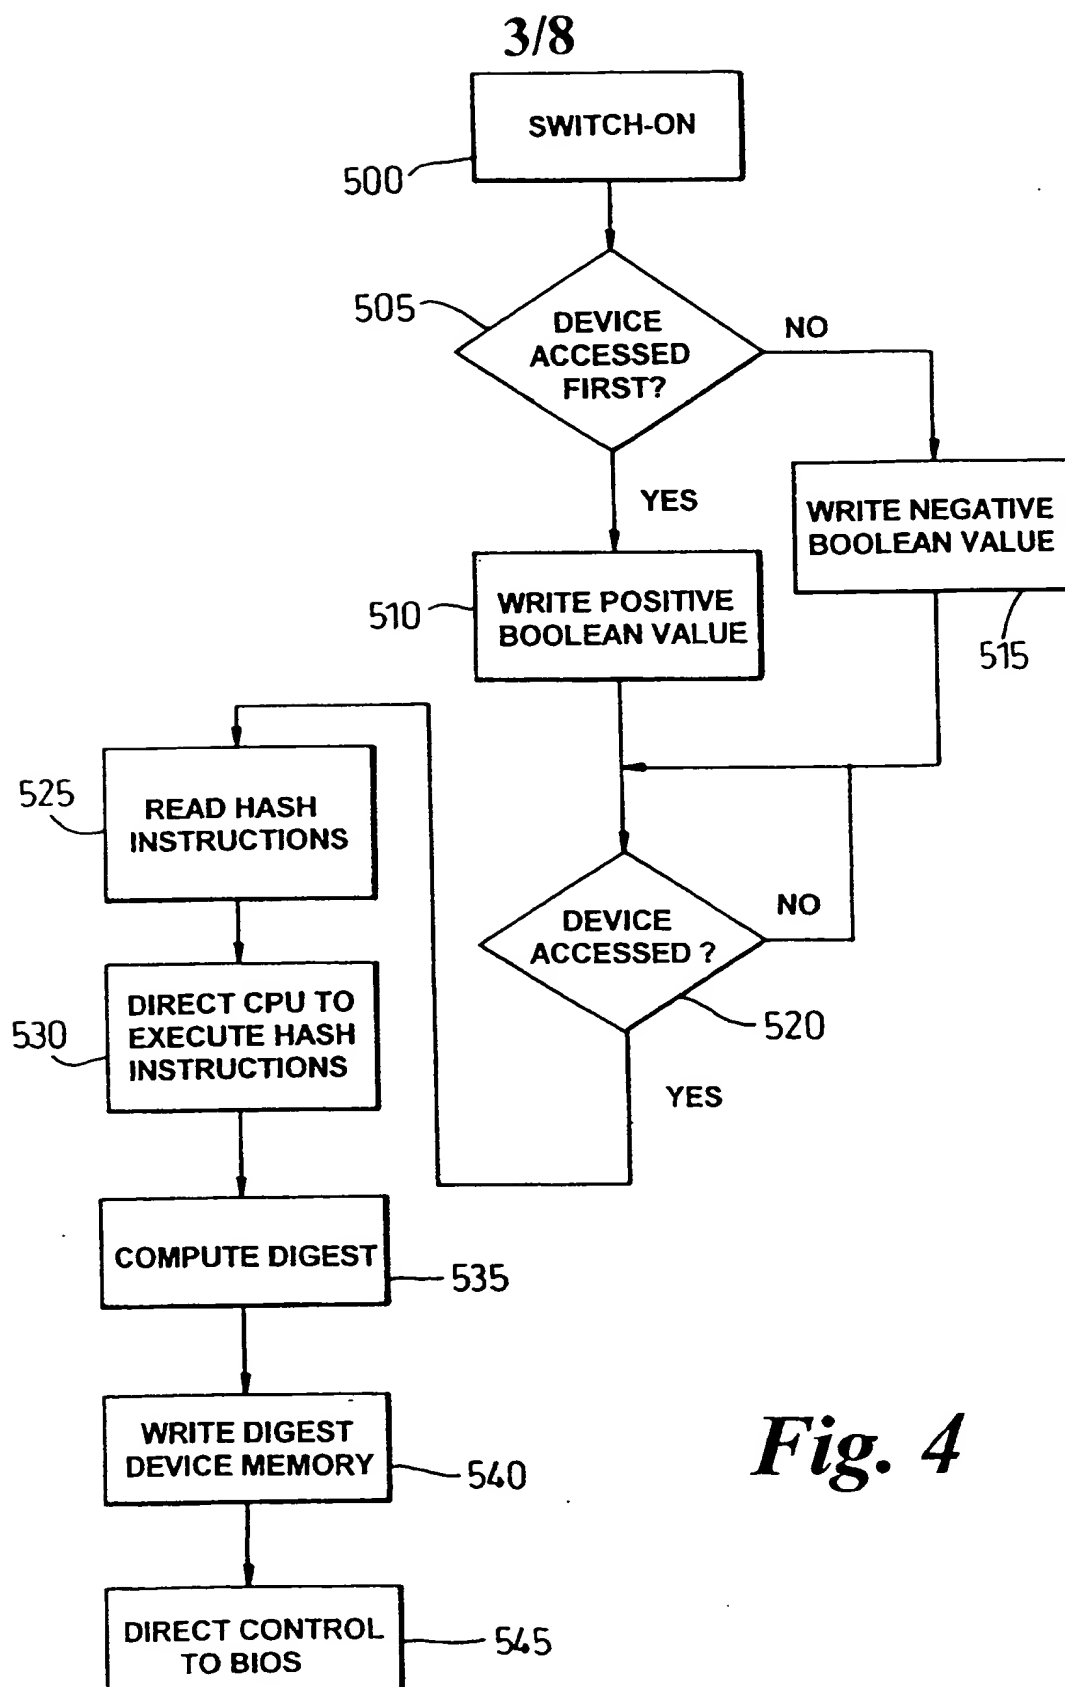 3/8
SWITCH-ON
500
505
DEVICE
ACCESSED
FIRST?
NO
YES
WRITE NEGATIVE
BOOLEAN VALUE
515
510
WRITE POSITIVE
BOOLEAN VALUE
525
READ HASH
INSTRUCTIONS
DEVICE
ACCESSED ?
NO
520
YES
530
DIRECT CPU TO
EXECUTE HASH
INSTRUCTIONS
COMPUTE DIGEST
535
WRITE DIGEST
DEVICE MEMORY
540
DIRECT CONTROL
TO BIOS
545
Fig. 4